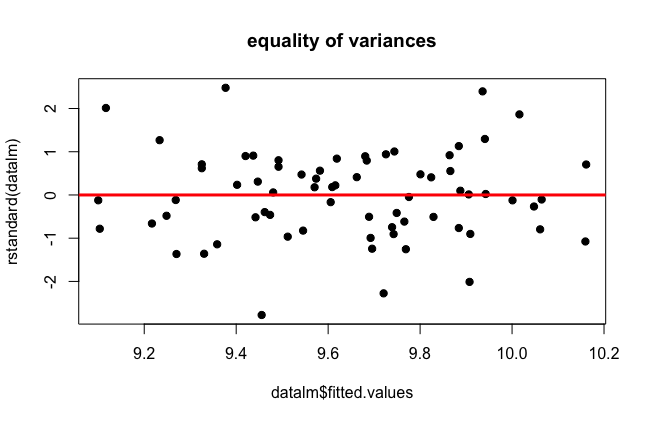 equality of variances
rstandard(datalm)
2
1
0
-1
-2
9.2 9.4 9.6 9.8 10.0 10.2
datalm$fitted.values